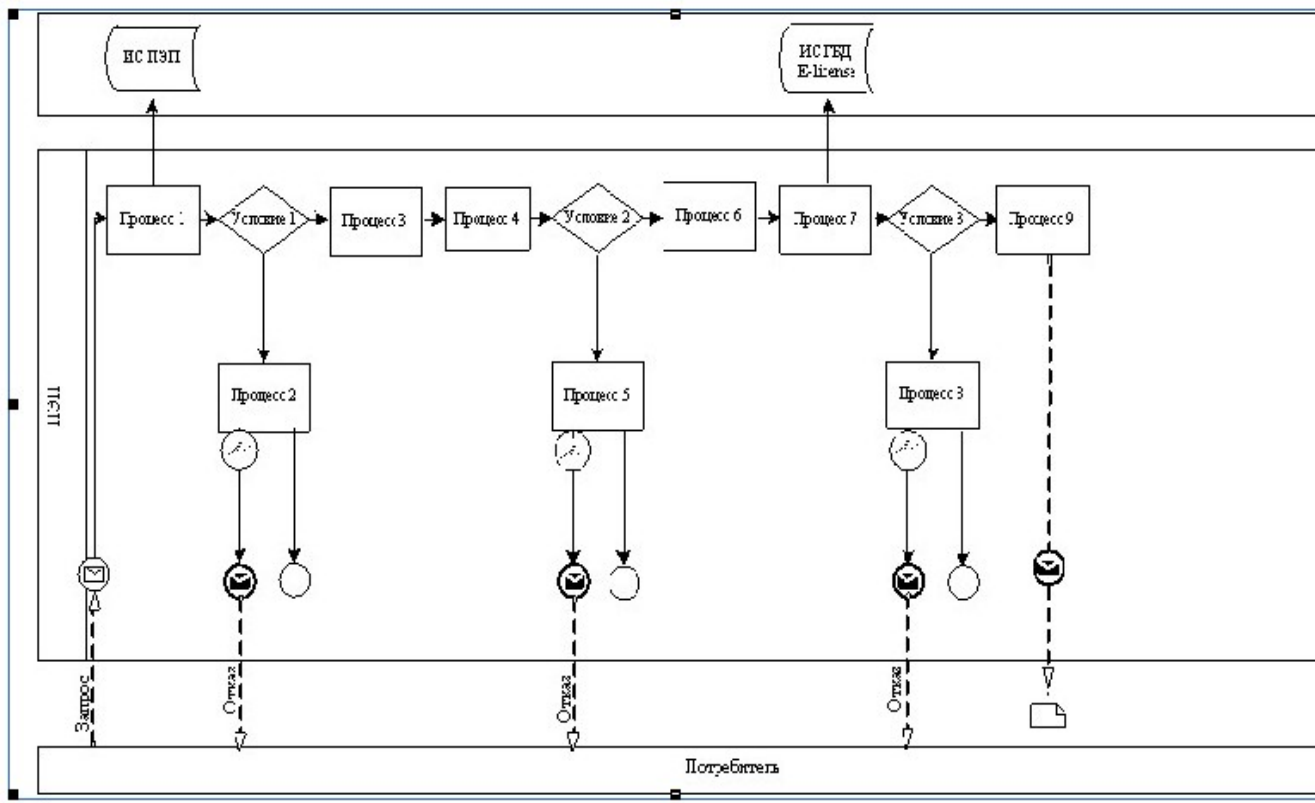 ИС ПЭП
ИС ГБД
E-license
Процесс 1
Условие 1
Процесс 3
Процесс 4
Условие 2
Процесс 6
Процесс 7
Условие 3
Процесс 9
ПЭП
Процесс 2
Процесс 5
Процесс 8
Запрос
Отказ
Отказ
Отказ
Потребитель